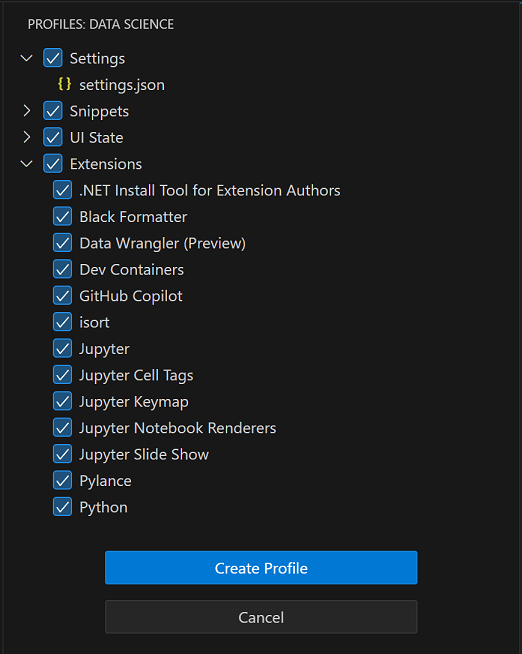 PROFILES: DATA SCIENCE
Settings
{} settings.json
Snippets
UI State
Extensions
.NET Install Tool for Extension Authors
Black Formatter
Data Wrangler (Preview)
Dev Containers
GitHub Copilot
isort
Jupyter
Jupyter Cell Tags
Jupyter Keymap
Jupyter Notebook Renderers
Jupyter Slide Show
Pylance
Python
Create Profile
Cancel